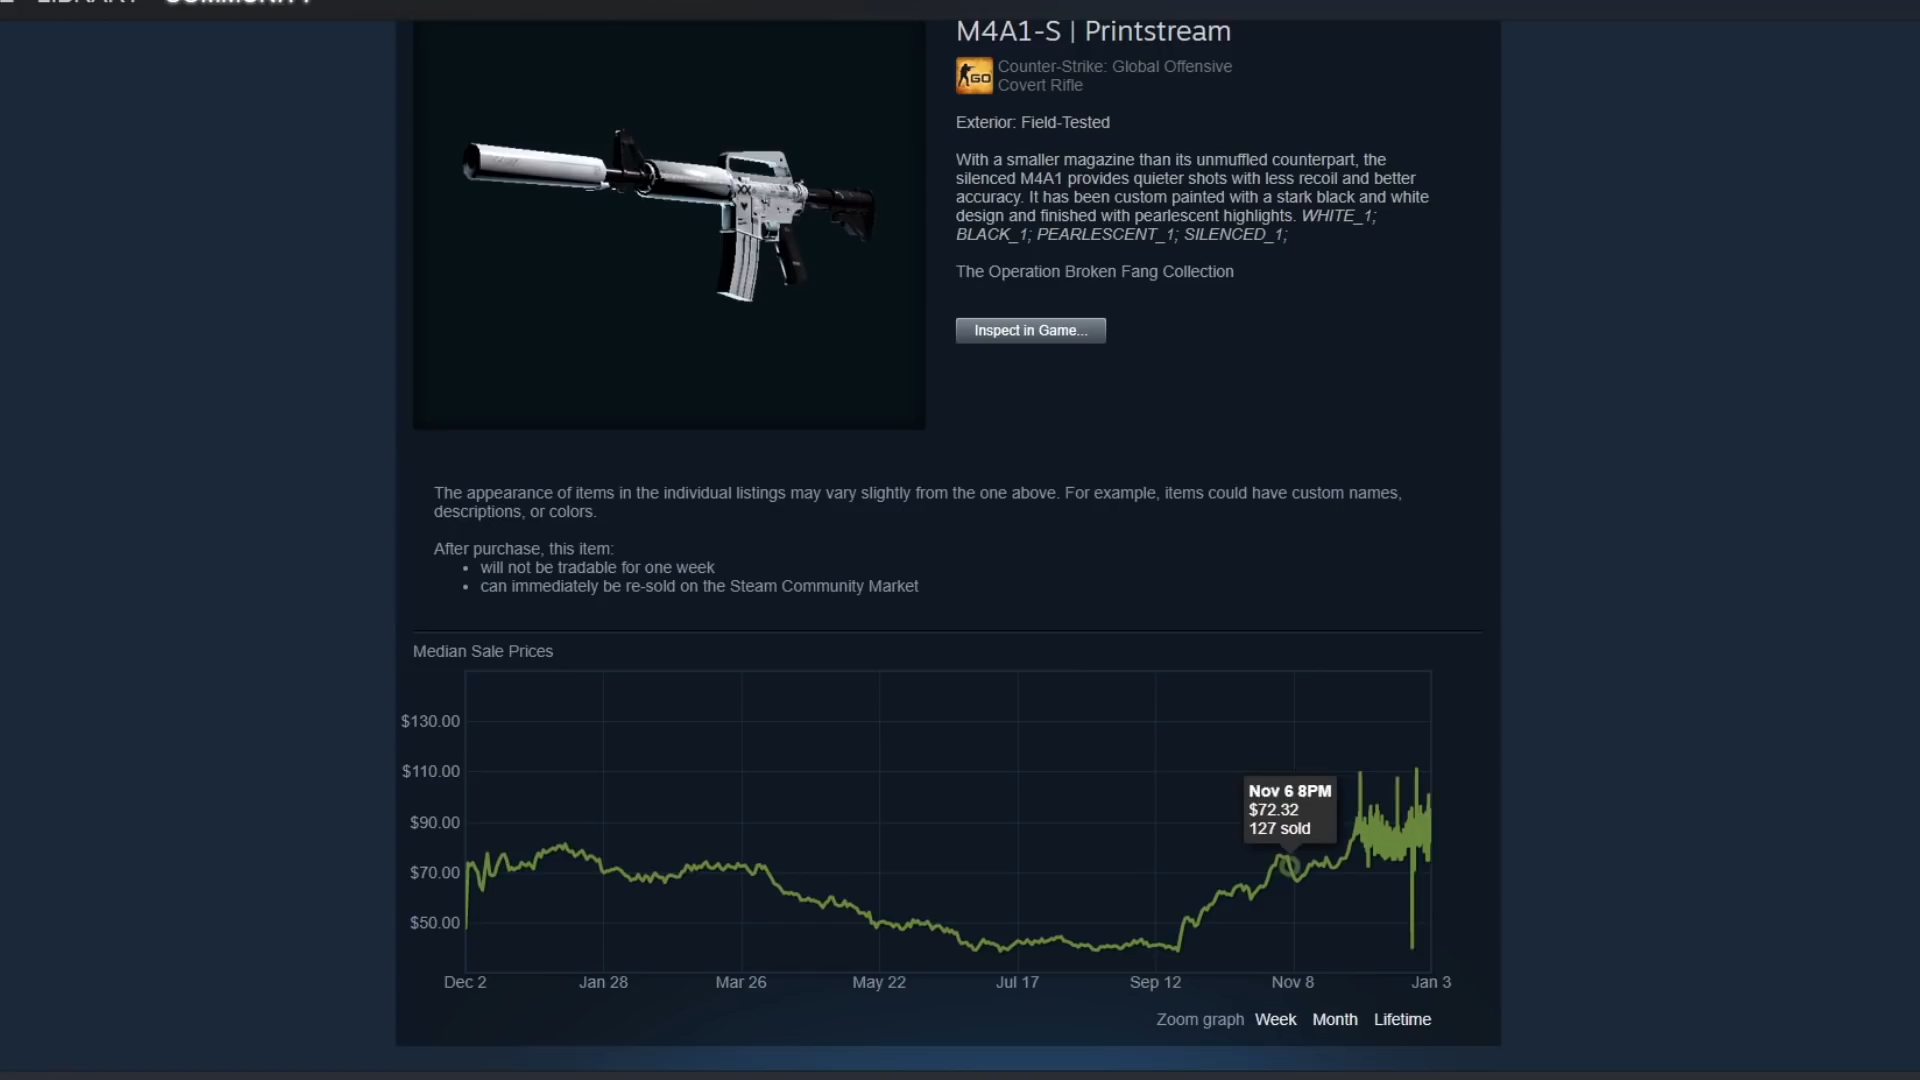 LIBRARY COMMUNITY
M4A1-S | Printstream
GO
Counter-Strike: Global Offensive
Covert Rifle
Exterior: Field-Tested
With a smaller magazine than its unmuffled counterpart, the
silenced M4A1 provides quieter shots with less recoil and better
accuracy. It has been custom painted with a stark black and white
design and finished with pearlescent highlights. WHITE_1;
BLACK_1; PEARLESCENT_1; SILENCED_1;
The Operation Broken Fang Collection
Inspect in Game...
The appearance of items in the individual listings may vary slightly from the one above. For example, items could have custom names,
descriptions, or colors.
After purchase, this item:
• will not be tradable for one week
• can immediately be re-sold on the Steam Community Market
Median Sale Prices
$130.00
$110.00
$90.00
$70.00
$50.00
Nov 6 8PM
$72.32
127 sold
Dec 2 Jan 28 Mar 26 May 22 Jul 17 Sep 12 Nov 8 Jan 3
Zoom graph Week Month Lifetime